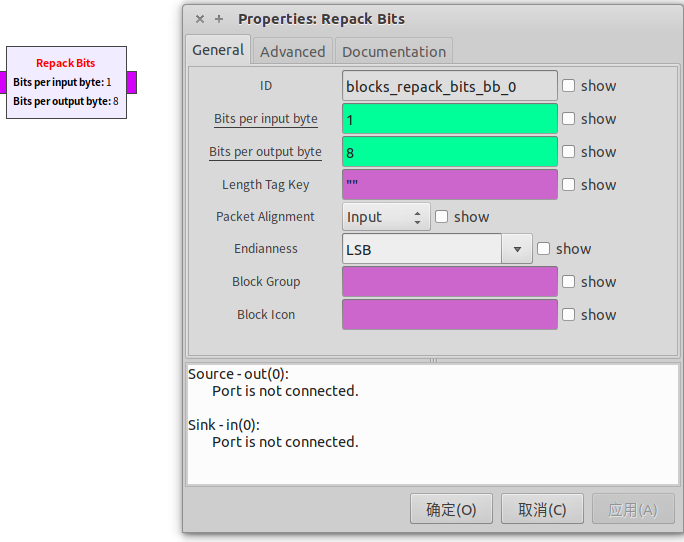 Properties: Repack Bits
Repack Bits
Bits per input byte: 1
Bits per output byte: 8
General
Advanced
Documentation
ID
blocks_repack_bits_bb_0
show
Bits per input byte
1
show
Bits per output byte
8
show
Length Tag Key
""
show
Packet Alignment
Input
show
Endianness
LSB
show
Block Group
show
Block Icon
show
Source - out(0):
Port is not connected.
Sink - in(0):
Port is not connected.
确定(O)
取消(C)
应用(A)